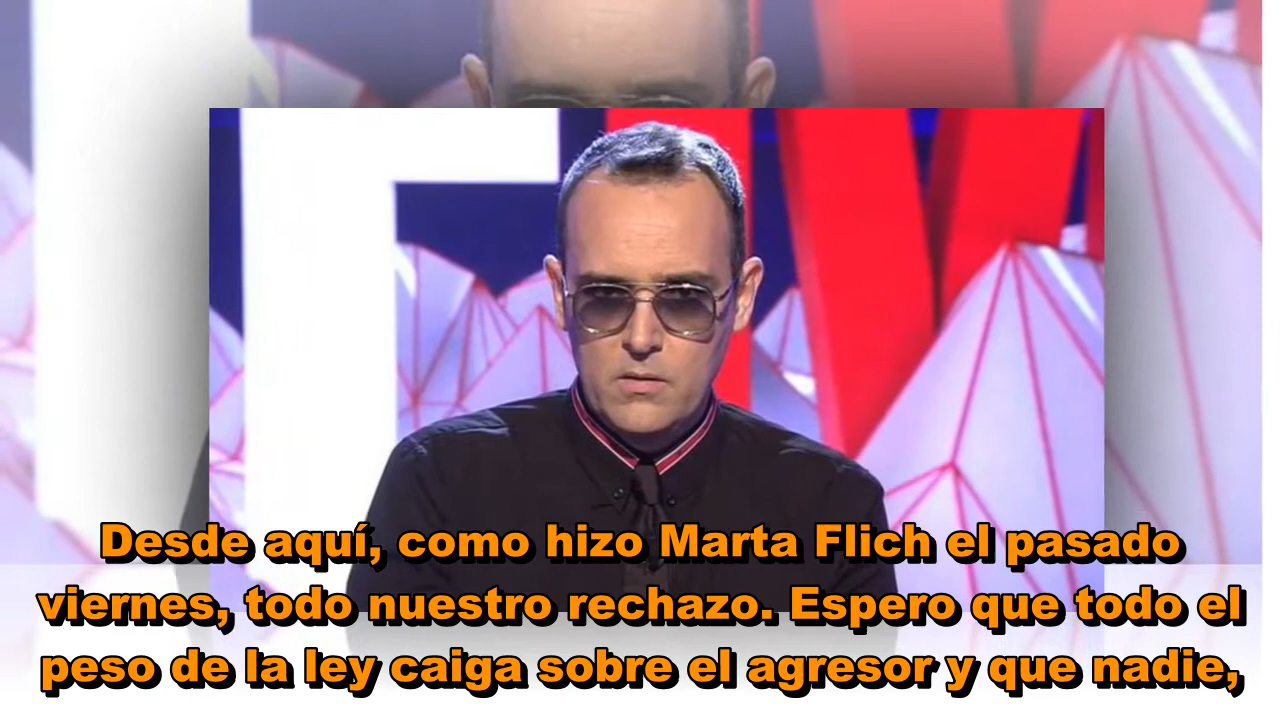 Desde aquí, como hizo Marta Flich el pasado
viernes, todo nuestro rechazo. Espero que todo el
peso de la ley caiga sobre el agresor y que nadie,